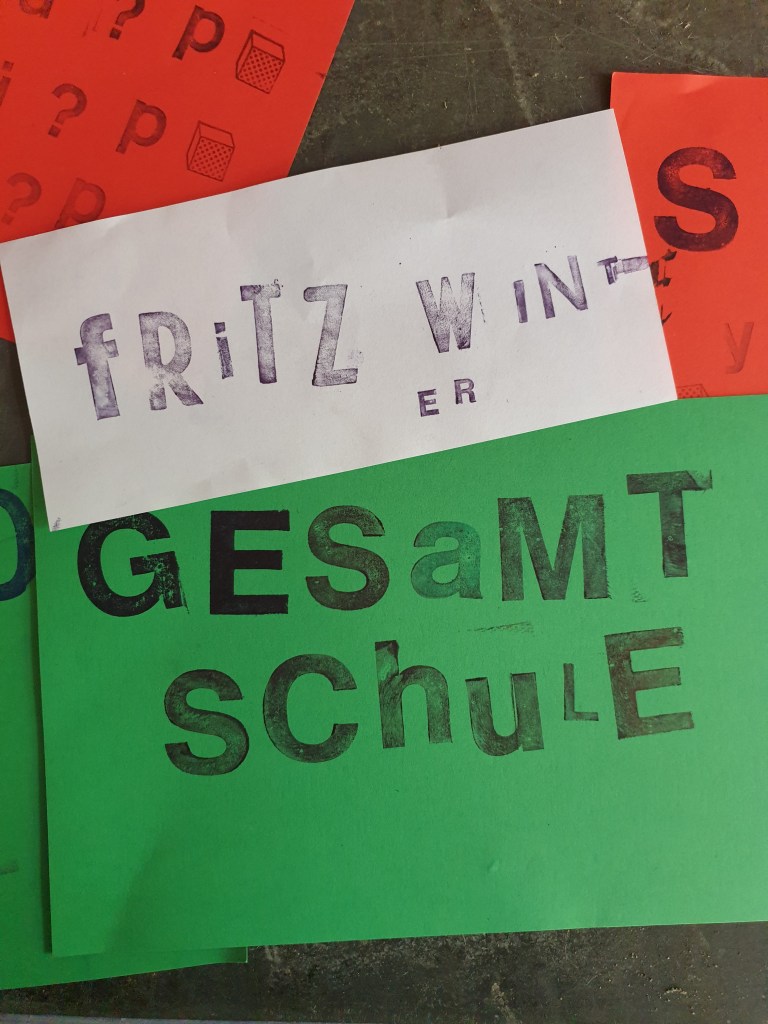 ? p
i ? p
? p
S
y
fRiTZ WiNT
ER
GESaMT
SChuLE